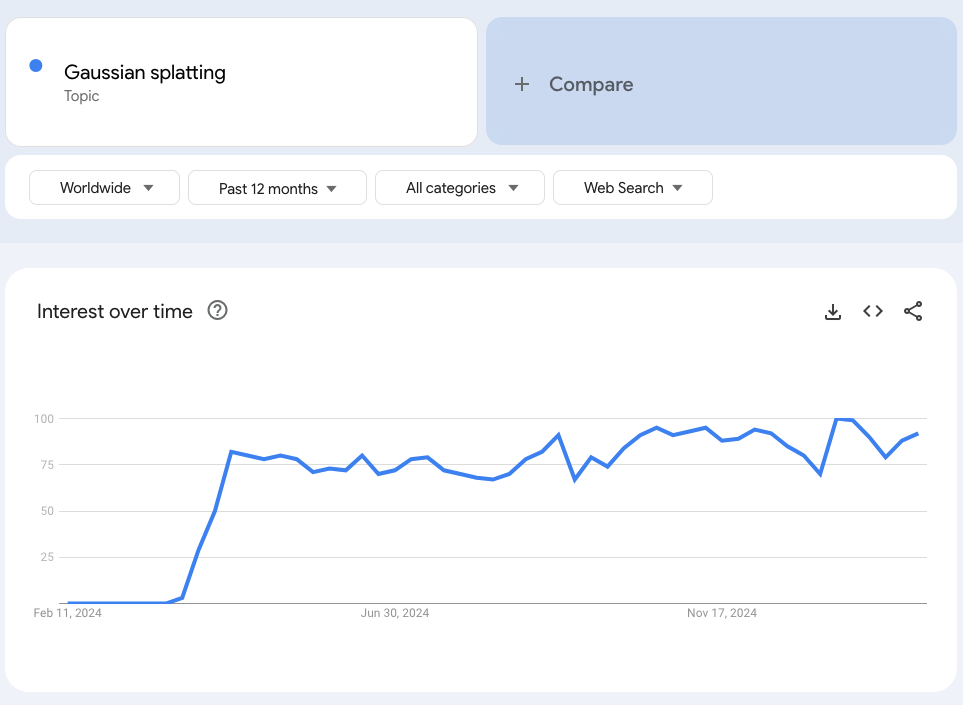 Gaussian splatting
Topic
+ Compare
Worldwide
Past 12 months
All categories
Web Search
Interest over time
100
75
50
25
Feb 11, 2024
Jun 30, 2024
Nov 17, 2024